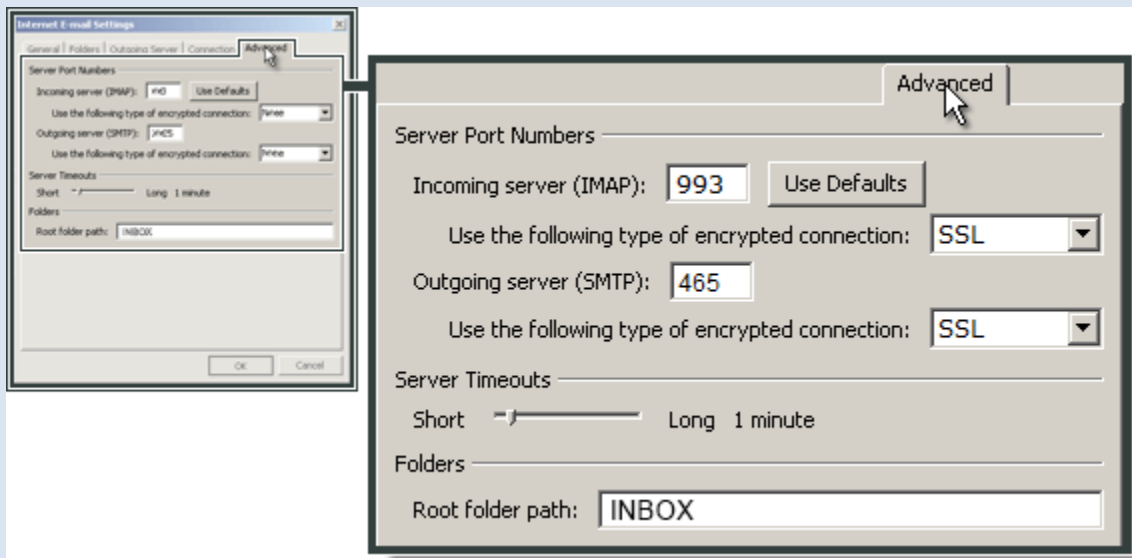 Internet E-mail Settings
General Folders Outgoing Server Connection Advanced
Server Port Numbers
Incoming server (IMAP): Use Defaults
Use the following type of encrypted connection: None
Outgoing server (SMTP):
Use the following type of encrypted connection: None
Server Timeouts
Short Long 1 minute
Folders
Root folder path: INBOX
OK Cancel
Advanced
Server Port Numbers
Incoming server (IMAP): 993 Use Defaults
Use the following type of encrypted connection: SSL
Outgoing server (SMTP): 465
Use the following type of encrypted connection: SSL
Server Timeouts
Short Long 1 minute
Folders
Root folder path: INBOX